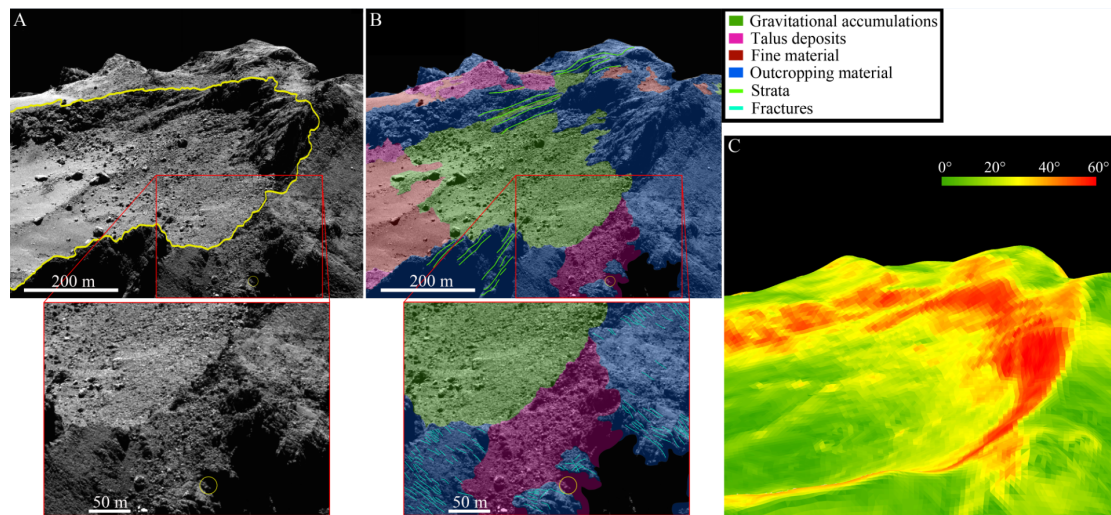 A
B
Gravitational accumulations
Talus deposits
Fine material
Outcropping material
Strata
Fractures
C
0° 20° 40° 60°
200 m
200 m
50 m
50 m